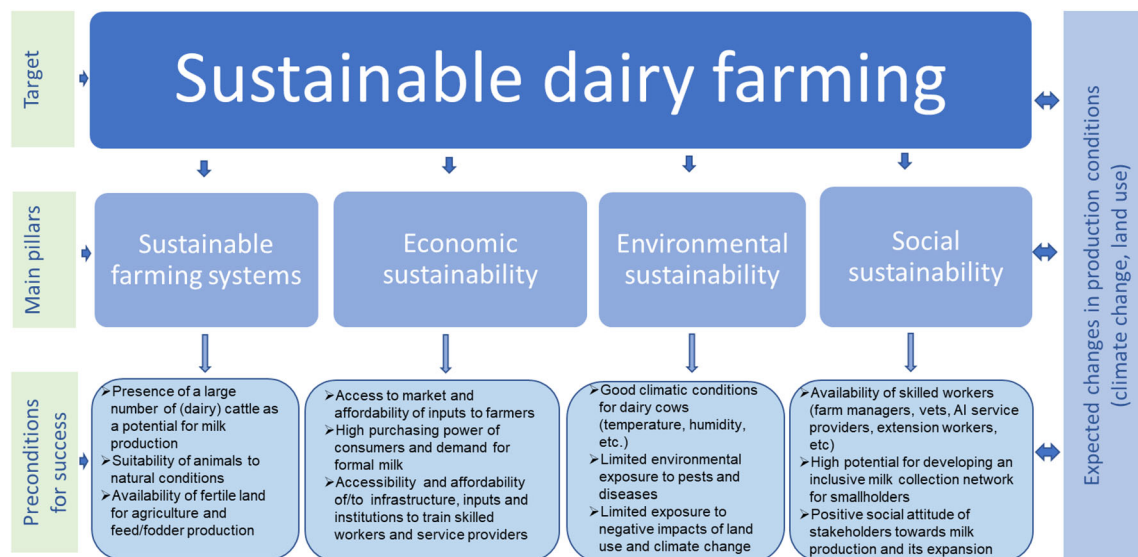 Target
Sustainable dairy farming
Main pillars
Sustainable
farming systems
Economic
sustainability
Environmental
sustainability
Social
sustainability
Preconditions
for success
➤Presence of a large
number of (dairy) cattle as
a potential for milk
production
➤Suitability of animals to
natural conditions
➤Availability of fertile land
for agriculture and
feed/fodder production
➤Access to market and
affordability of inputs to farmers
➤High purchasing power of
consumers and demand for
formal milk
➤Accessibility and affordability
of/to infrastructure, inputs and
institutions to train skilled
workers and service providers
➤Good climatic conditions
for dairy cows
(temperature, humidity,
etc.)
➤Limited environmental
exposure to pests and
diseases
➤Limited exposure to
negative impacts of land
use and climate change
➤Availability of skilled workers
(farm managers, vets, AI service
providers, extension workers,
etc)
➤High potential for developing an
inclusive milk collection network
for smallholders
➤Positive social attitude of
stakeholders towards milk
production and its expansion
Expected changes in production conditions
(climate change, land use)